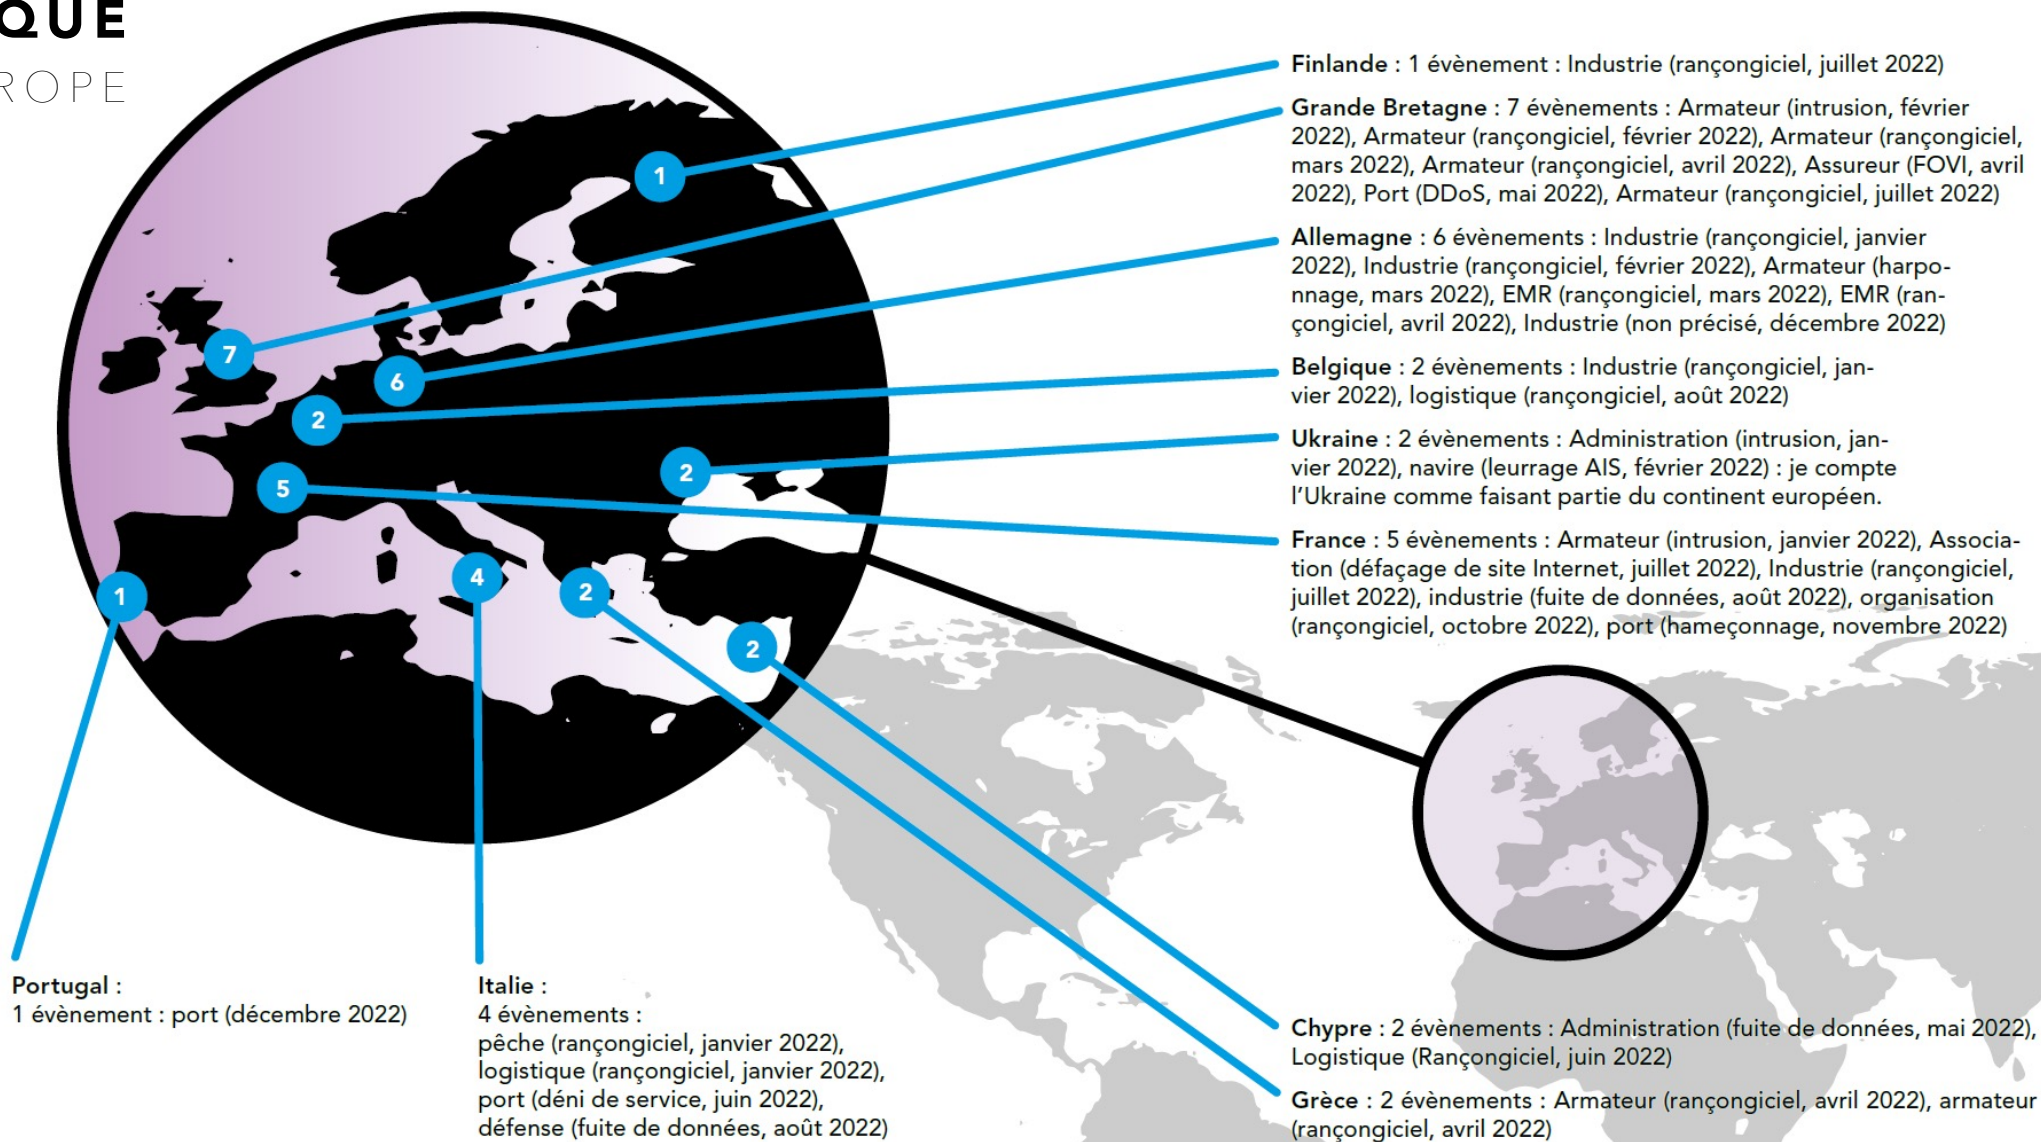 QUE
ROPE
Finlande : 1 évènement : Industrie (rançongiciel, juillet 2022)
Grande Bretagne : 7 évènements : Armateur (intrusion, février
2022), Armateur (rançongiciel, février 2022), Armateur (rançongiciel,
mars 2022), Armateur (rançongiciel, avril 2022), Assureur (FOVI, avril
2022), Port (DDoS, mai 2022), Armateur (rançongiciel, juillet 2022)
Allemagne : 6 évènements : Industrie (rançongiciel, janvier
2022), Industrie (rançongiciel, février 2022), Armateur (harpo-
nnage, mars 2022), EMR (rançongiciel, mars 2022), EMR (ran-
çongiciel, avril 2022), Industrie (non précisé, décembre 2022)
Belgique : 2 évènements : Industrie (rançongiciel, jan-
vier 2022), logistique (rançongiciel, août 2022)
Ukraine : 2 évènements : Administration (intrusion, jan-
vier 2022), navire (leurrage AIS, février 2022) : je compte
l'Ukraine comme faisant partie du continent européen.
France : 5 évènements : Armateur (intrusion, janvier 2022), Associa-
tion (défaçage de site Internet, juillet 2022), Industrie (rançongiciel,
juillet 2022), industrie (fuite de données, août 2022), organisation
(rançongiciel, octobre 2022), port (hameçonnage, novembre 2022)
1
7
6
2
2
5
4
2
1
2
Portugal :
1 évènement : port (décembre 2022)
Italie :
4 évènements :
pêche (rançongiciel, janvier 2022),
logistique (rançongiciel, janvier 2022),
port (déni de service, juin 2022),
défense (fuite de données, août 2022)
Chypre : 2 évènements : Administration (fuite de données, mai 2022),
Logistique (Rançongiciel, juin 2022)
Grèce : 2 évènements : Armateur (rançongiciel, avril 2022), armateur
(rançongiciel, avril 2022)